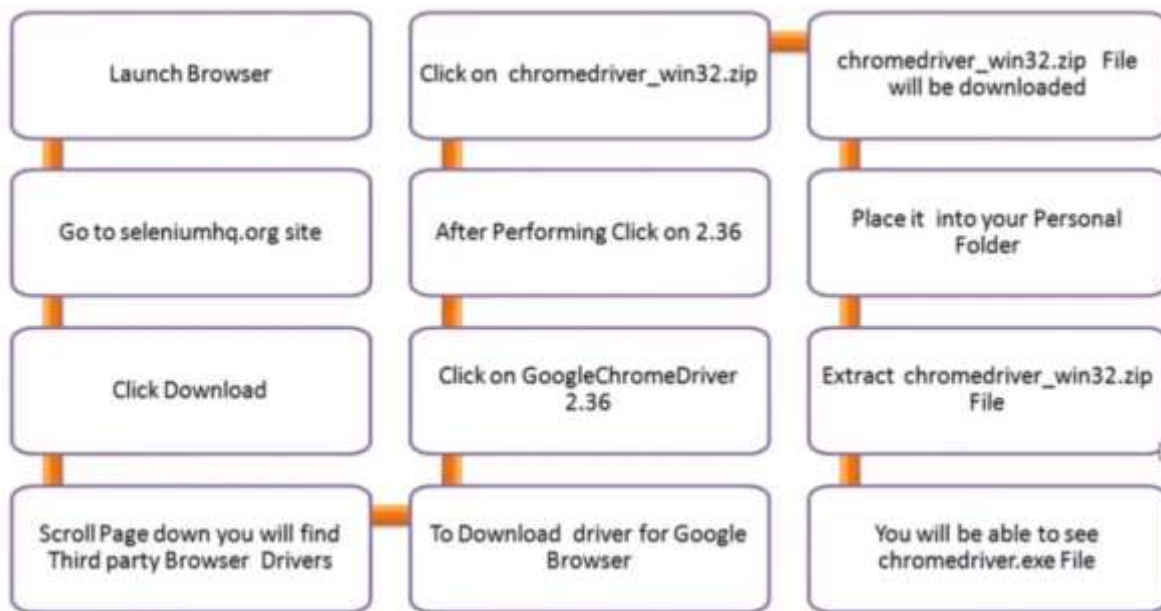 Launch Browser
Go to seleniumhq.org site
Click Download
Scroll Page down you will find
Third party Browser Drivers
To Download driver for Google
Browser
Click on GoogleChromeDriver
2.36
After Performing Click on 2.36
Click on chromedriver_win32.zip
chromedriver_win32.zip File
will be downloaded
Place it into your Personal
Folder
Extract chromedriver_win32.zip
File
You will be able to see
chromedriver.exe File